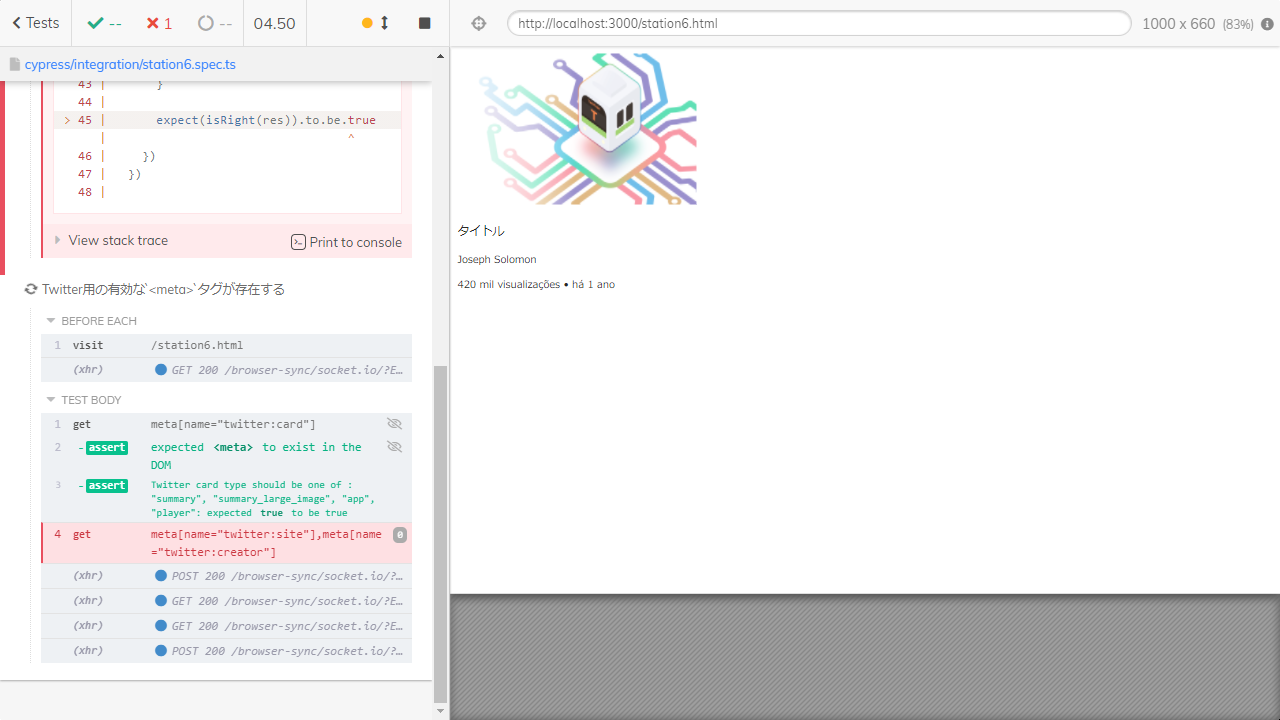 Tests
--
1
--
04.50
http://localhost:3000/station6.html
1000 x 660 (83%)
cypress/integration/station6.spec.ts
43 | }
44 |
> 45 | expect(isRight(res)).to.be.true
| ^
46 | })
47 | })
48 |
View stack trace
Print to console
Twitter用の有効な`<meta>`タグが存在する
BEFORE EACH
1 visit /station6.html
(xhr) GET 200 /browser-sync/socket.io/?E…
TEST BODY
1 get meta[name="twitter:card"]
2 -assert expected <meta> to exist in the
DOM
3 -assert Twitter card type should be one of :
"summary", "summary_large_image", "app",
"player": expected true to be true
4 get meta[name="twitter:site"],meta[name
="twitter:creator"]
0
(xhr) POST 200 /browser-sync/socket.io/?…
(xhr) GET 200 /browser-sync/socket.io/?E…
(xhr) GET 200 /browser-sync/socket.io/?E…
(xhr) POST 200 /browser-sync/socket.io/?…
T
タイトル
Joseph Solomon
420 mil visualizações • há 1 ano